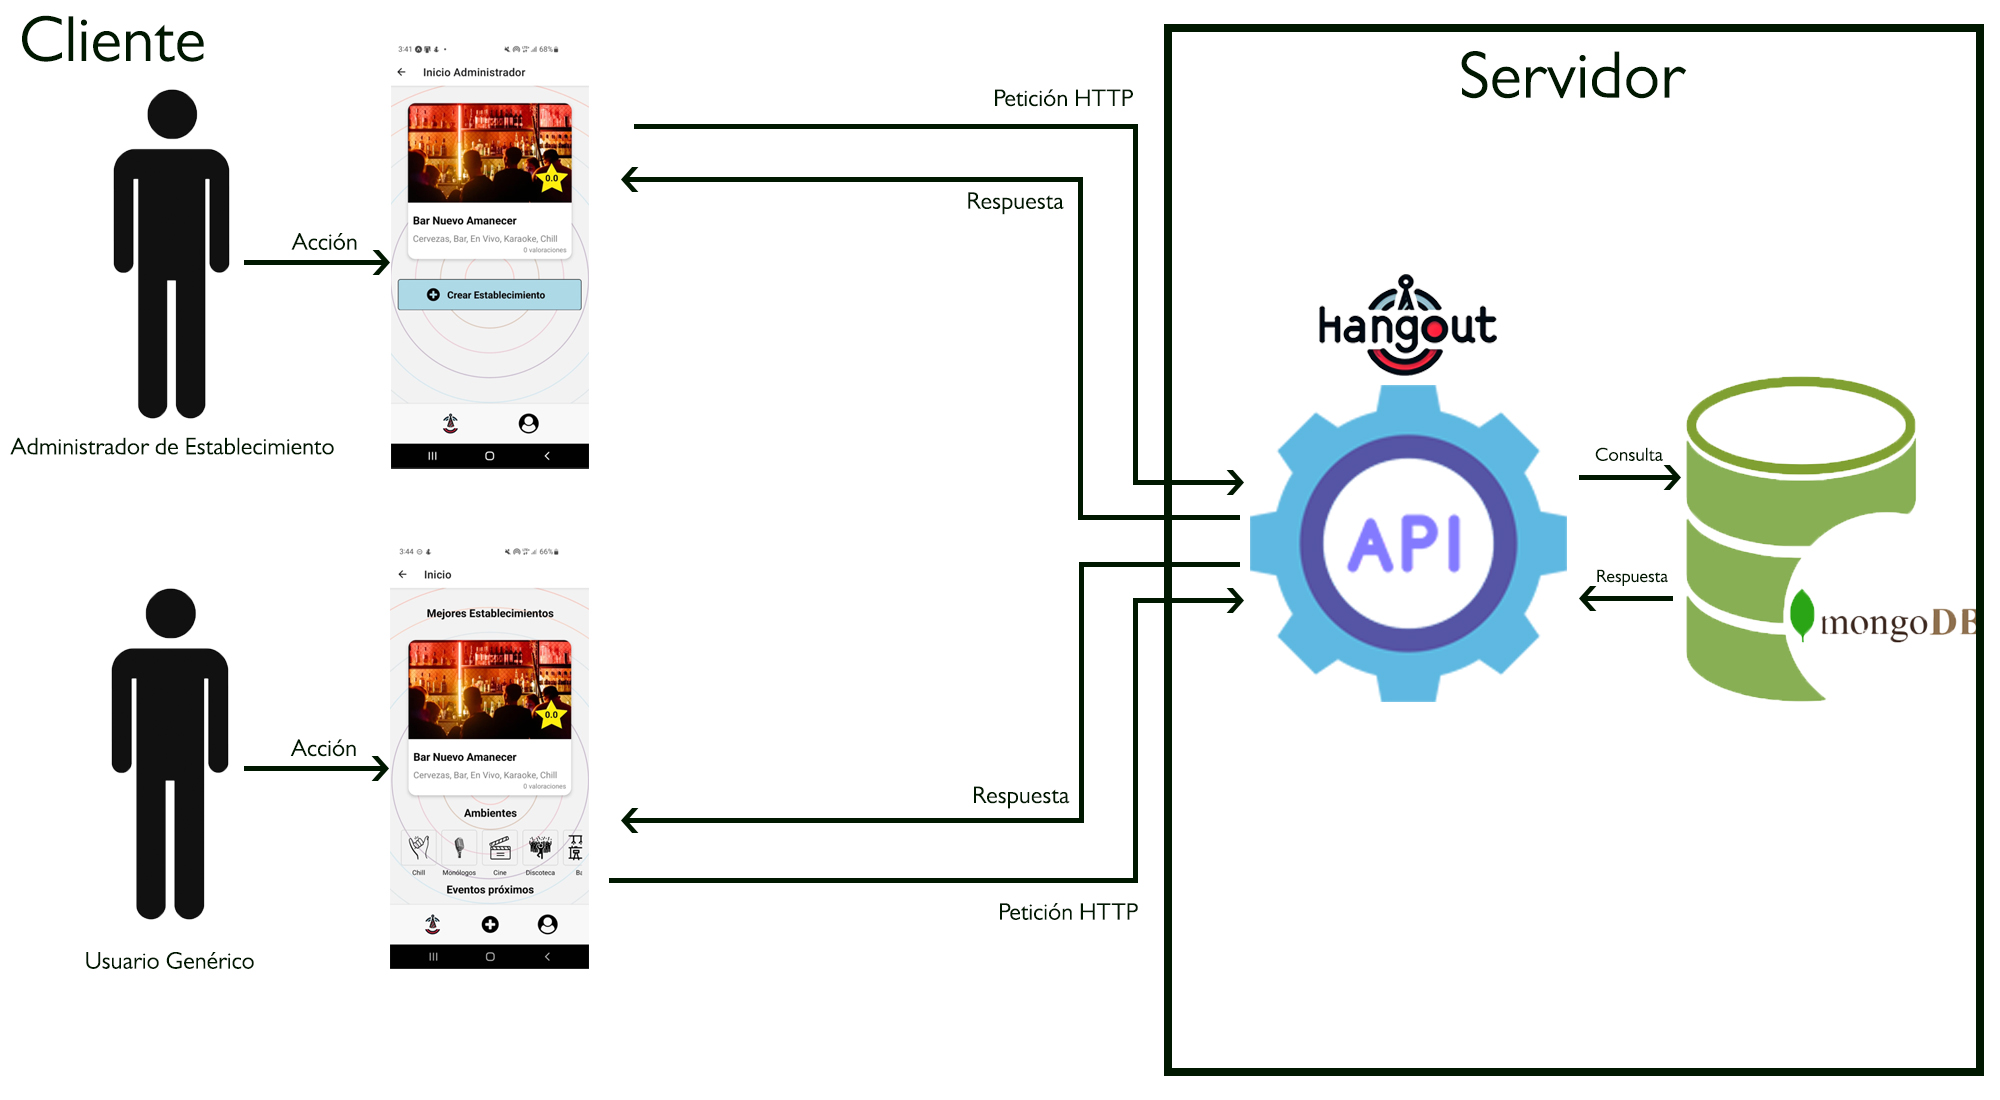 Cliente
Servidor
3:41
68%
Inicio Administrador
0.0
Bar Nuevo Amanecer
Cervezas, Bar, En Vivo, Karaoke, Chill
0 valoraciones
Crear Establecimiento
Acción
Administrador de Establecimiento
Petición HTTP
Respuesta
Hangout
API
Consulta
Respuesta
mongoDB
3:44
66%
Inicio
Mejores Establecimientos
0.0
Bar Nuevo Amanecer
Cervezas, Bar, En Vivo, Karaoke, Chill
0 valoraciones
Ambientes
Chill
Monólogos
Cine
Discoteca
Eventos próximos
Acción
Usuario Genérico
Respuesta
Petición HTTP